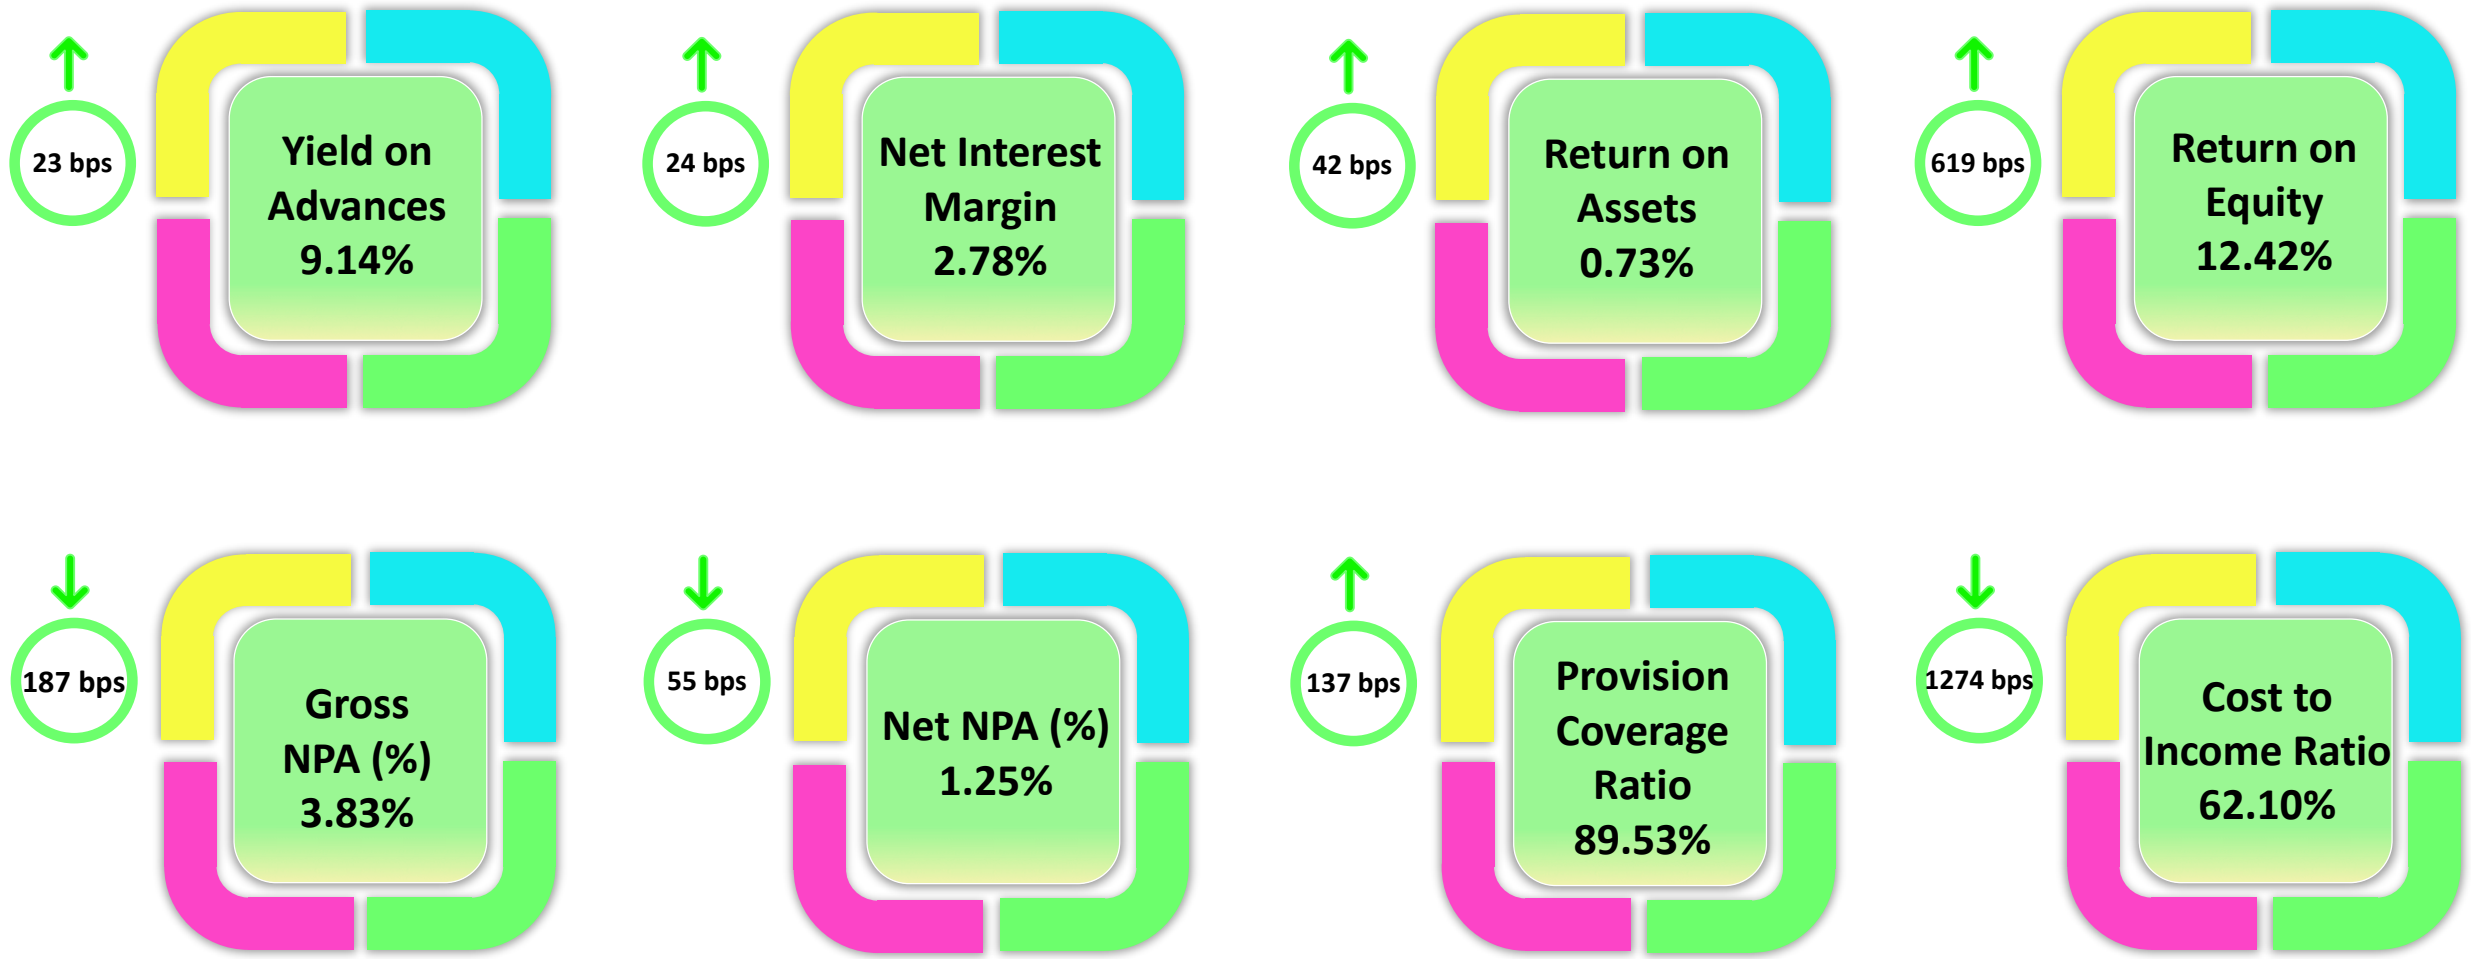 23 bps
Yield on
Advances
9.14%
24 bps
Net Interest
Margin
2.78%
42 bps
Return on
Assets
0.73%
619 bps
Return on
Equity
12.42%
187 bps
Gross
NPA (%)
3.83%
55 bps
Net NPA (%)
1.25%
137 bps
Provision
Coverage
Ratio
89.53%
1274 bps
Cost to
Income Ratio
62.10%